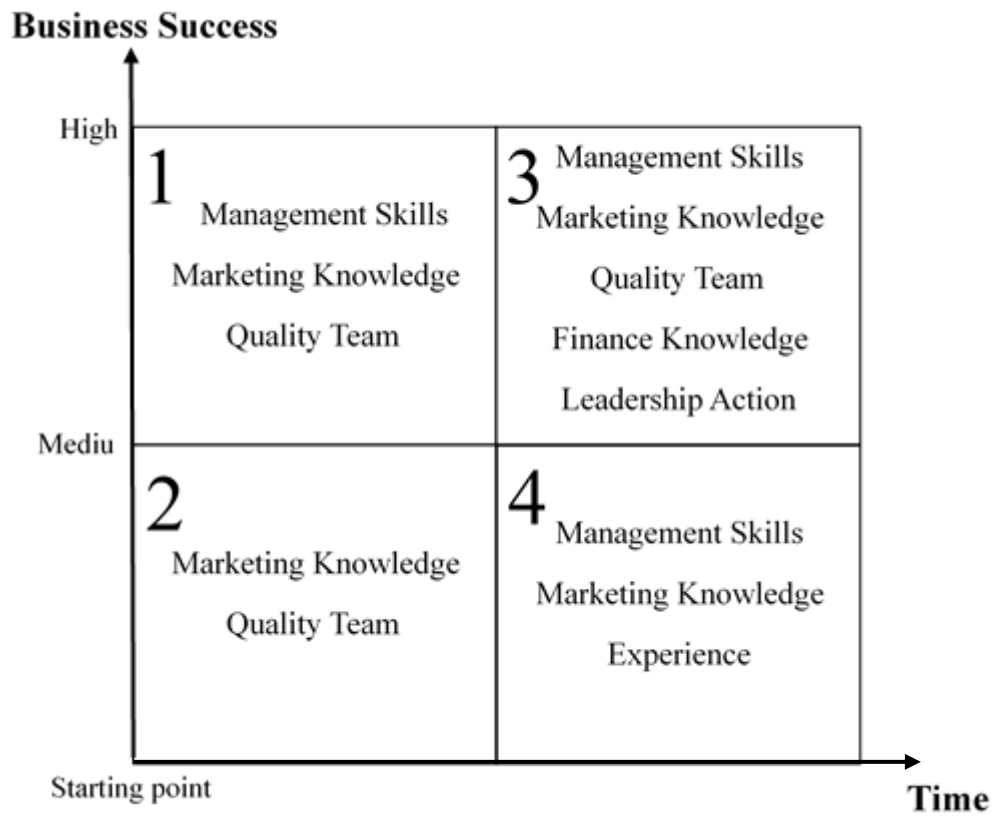 Business Success
High
1
Management Skills
Marketing Knowledge
Quality Team
3
Management Skills
Marketing Knowledge
Quality Team
Finance Knowledge
Leadership Action
Mediu
2
Marketing Knowledge
Quality Team
4
Management Skills
Marketing Knowledge
Experience
Starting point
Time